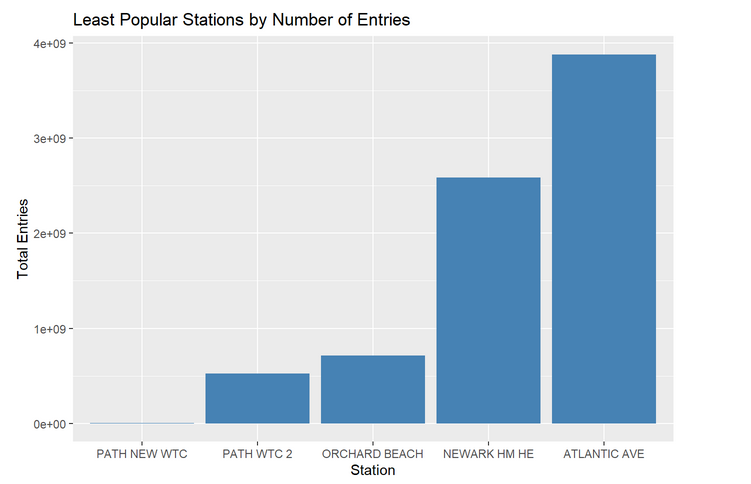 Least Popular Stations by Number of Entries
4e+09
3e+09
2e+09
1e+09
0e+00
Total Entries
PATH NEW WTC
PATH WTC 2
ORCHARD BEACH
NEWARK HM HE
ATLANTIC AVE
Station